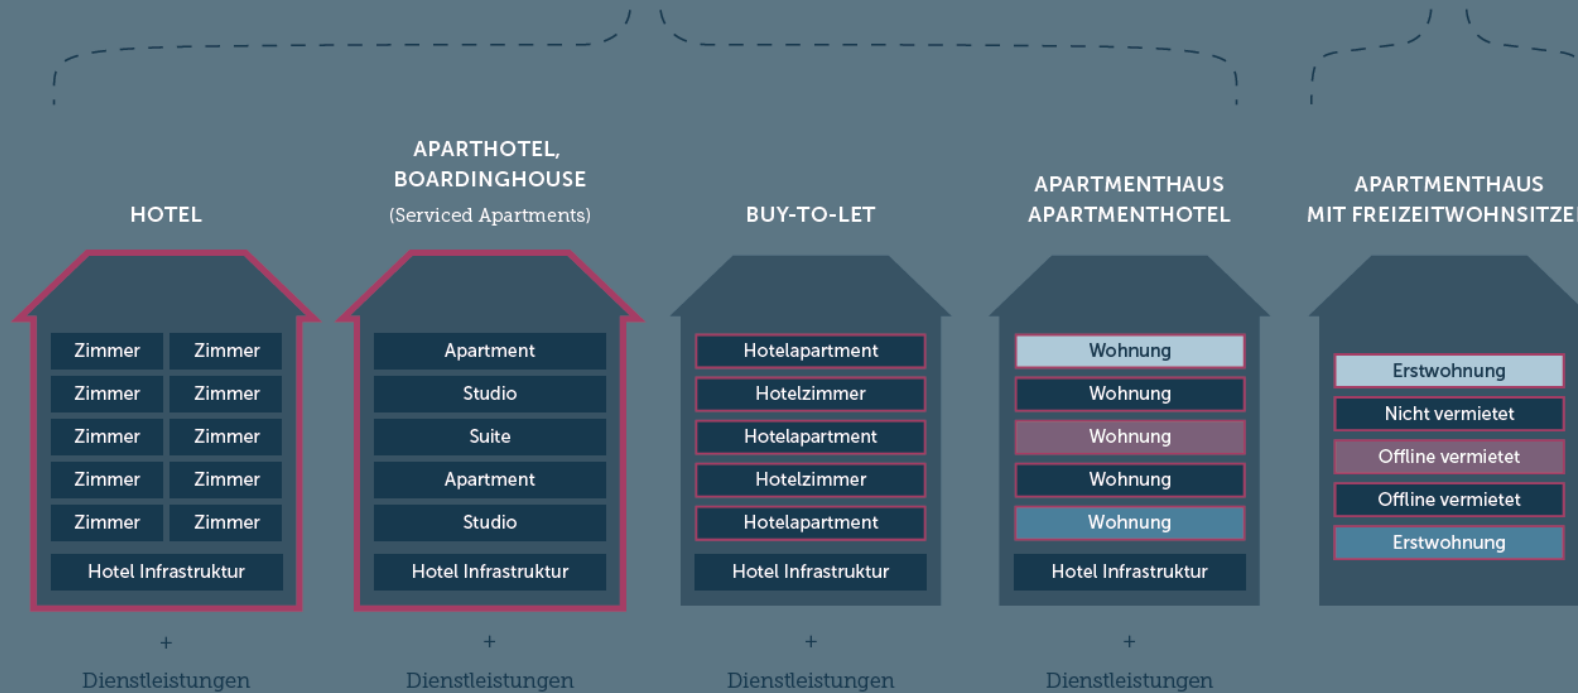 HOTEL
Zimmer Zimmer
Zimmer Zimmer
Zimmer Zimmer
Zimmer Zimmer
Zimmer Zimmer
Hotel Infrastruktur
+
Dienstleistungen
APARTHOTEL,
BOARDINGHOUSE
(Serviced Apartments)
Apartment
Studio
Suite
Apartment
Studio
Hotel Infrastruktur
+
Dienstleistungen
BUY-TO-LET
Hotelapartment
Hotelzimmer
Hotelapartment
Hotelzimmer
Hotelapartment
Hotel Infrastruktur
+
Dienstleistungen
APARTMENTHAUS
APARTMENTHOTEL
Wohnung
Wohnung
Wohnung
Wohnung
Wohnung
Hotel Infrastruktur
+
Dienstleistungen
APARTMENTHAUS
MIT FREIZEITWOHNSITZE
Erstwohnung
Nicht vermietet
Offline vermietet
Offline vermietet
Erstwohnung